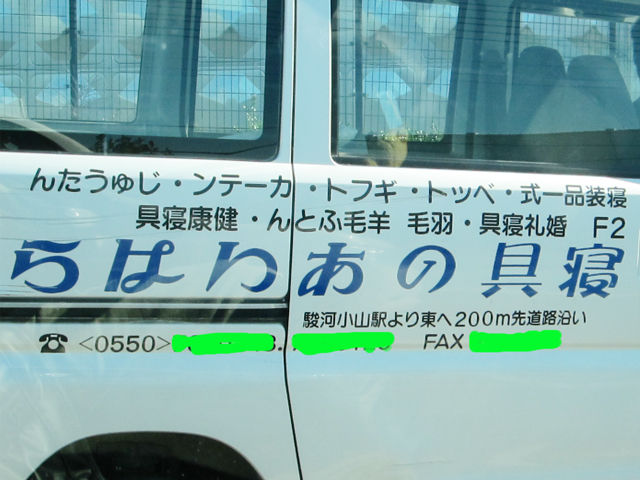 寝装品一式・ベット・ギフト・カーテン・じゅうたん
2F 婚礼寝具・羽毛 羊毛ふとん・健康寝具
寝具のおりはら
駿河小山駅より東へ200m先道路沿い
☎<0550> FAX